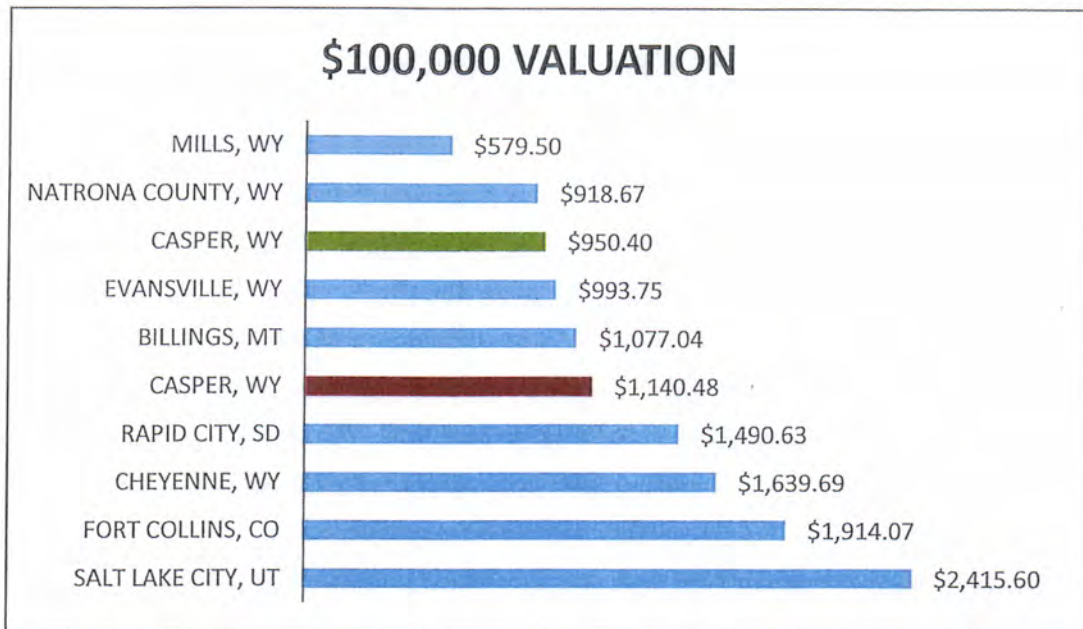 $100,000 VALUATION
MILLS, WY $579.50
NATRONA COUNTY, WY $918.67
CASPER, WY $950.40
EVANSVILLE, WY $993.75
BILLINGS, MT $1,077.04
CASPER, WY $1,140.48
RAPID CITY, SD $1,490.63
CHEYENNE, WY $1,639.69
FORT COLLINS, CO $1,914.07
SALT LAKE CITY, UT $2,415.60